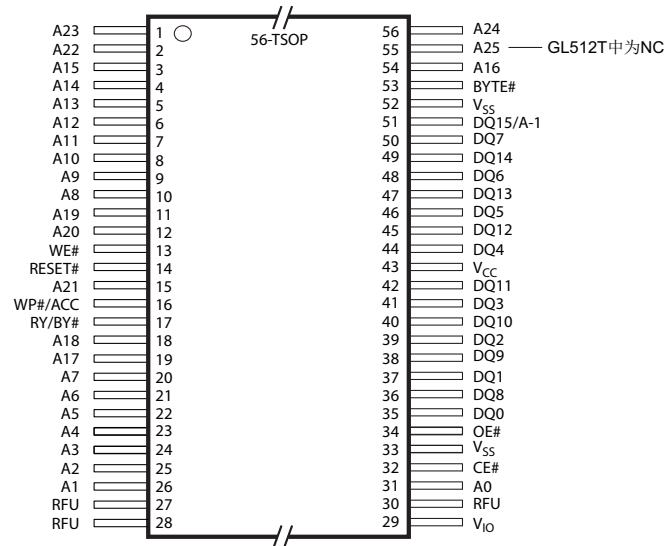 56-TSOP
A23 1 56 A24
A22 2 55 A25 GL512T中为NC
A15 3 54 A16
A14 4 53 BYTE#
A13 5 52 VSS
A12 6 51 DQ15/A-1
A11 7 50 DQ7
A10 8 49 DQ14
A9 9 48 DQ6
A8 10 47 DQ13
A19 11 46 DQ5
A20 12 45 DQ12
WE# 13 44 DQ4
RESET# 14 43 VCC
A21 15 42 DQ11
WP#/ACC 16 41 DQ3
RY/BY# 17 40 DQ10
A18 18 39 DQ2
A17 19 38 DQ9
A7 20 37 DQ1
A6 21 36 DQ8
A5 22 35 DQ0
A4 23 34 OE#
A3 24 33 VSS
A2 25 32 CE#
A1 26 31 A0
RFU 27 30 RFU
RFU 28 29 VIO